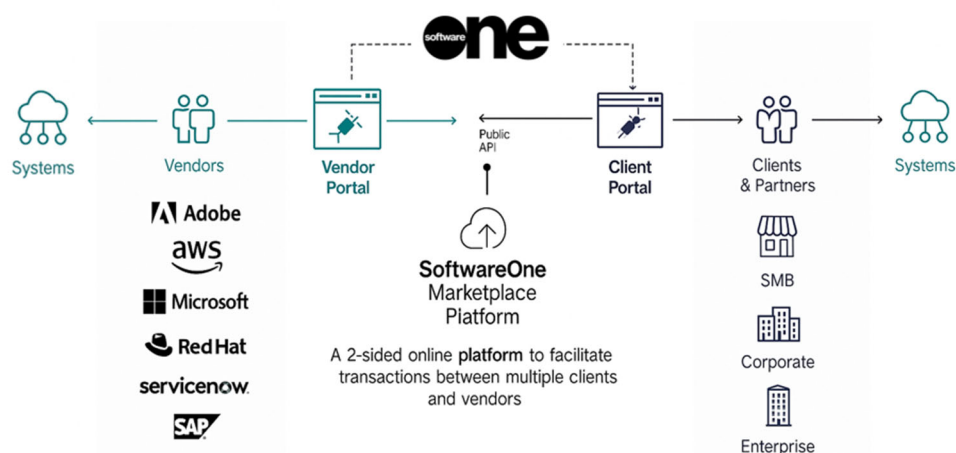 software one
Systems
Vendors
Vendor
Portal
Public
API
Client
Portal
Clients
& Partners
Systems
Adobe
aws
Microsoft
Red Hat
servicenow.
SAP
SoftwareOne
Marketplace
Platform
A 2-sided online platform to facilitate
transactions between multiple clients
and vendors
SMB
Corporate
Enterprise